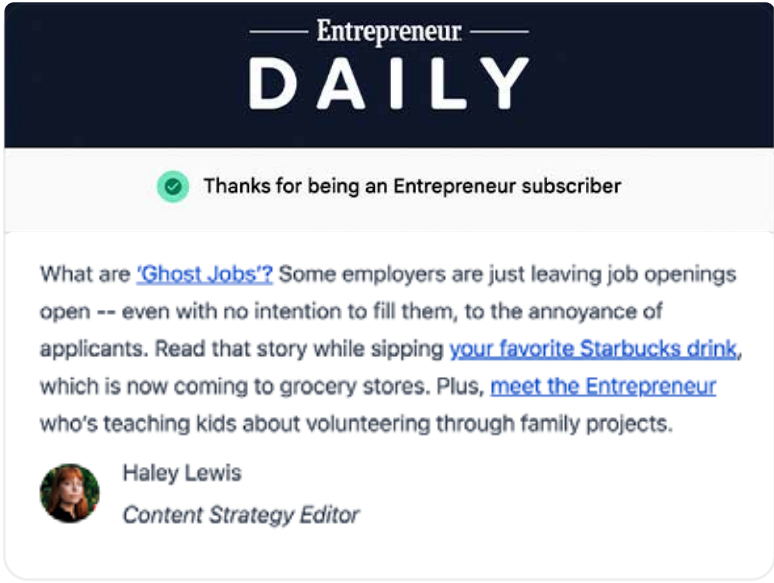 Entrepreneur
DAILY
Thanks for being an Entrepreneur subscriber
What are ‘Ghost Jobs’? Some employers are just leaving job openings
open -- even with no intention to fill them, to the annoyance of
applicants. Read that story while sipping your favorite Starbucks drink,
which is now coming to grocery stores. Plus, meet the Entrepreneur
who’s teaching kids about volunteering through family projects.
Haley Lewis
Content Strategy Editor